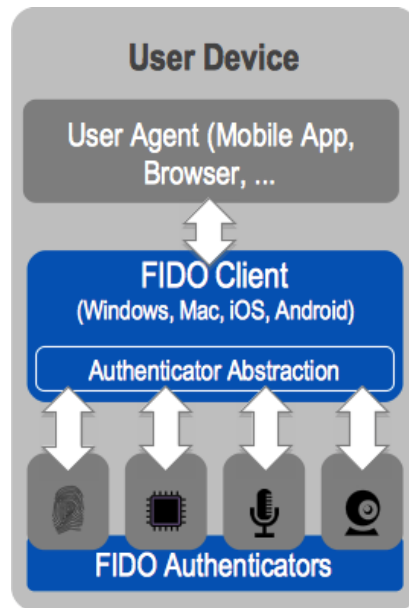 User Device
User Agent (Mobile App,
Browser, ...
FIDO Client
(Windows, Mac, iOS, Android)
Authenticator Abstraction
FIDO Authenticators